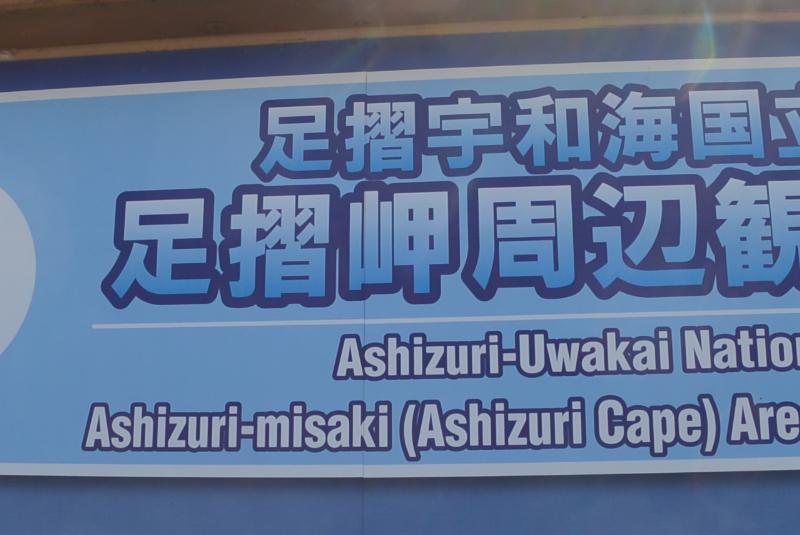 足摺宇和海国立
足摺岬周辺観
Ashizuri-Uwakai Nation
Ashizuri-misaki (Ashizuri Cape) Are